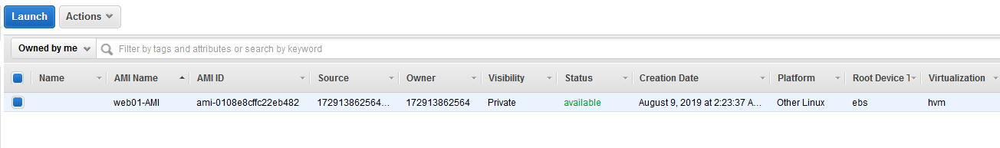 Launch Actions
Owned by me Filter by tags and attributes or search by keyword
Name AMI Name AMI ID Source Owner Visibility Status Creation Date Platform Root Device T Virtualization
web01-AMI ami-0108e8cffc22eb482 172913862564... 172913862564 Private available August 9, 2019 at 2:23:37 A... Other Linux ebs hvm